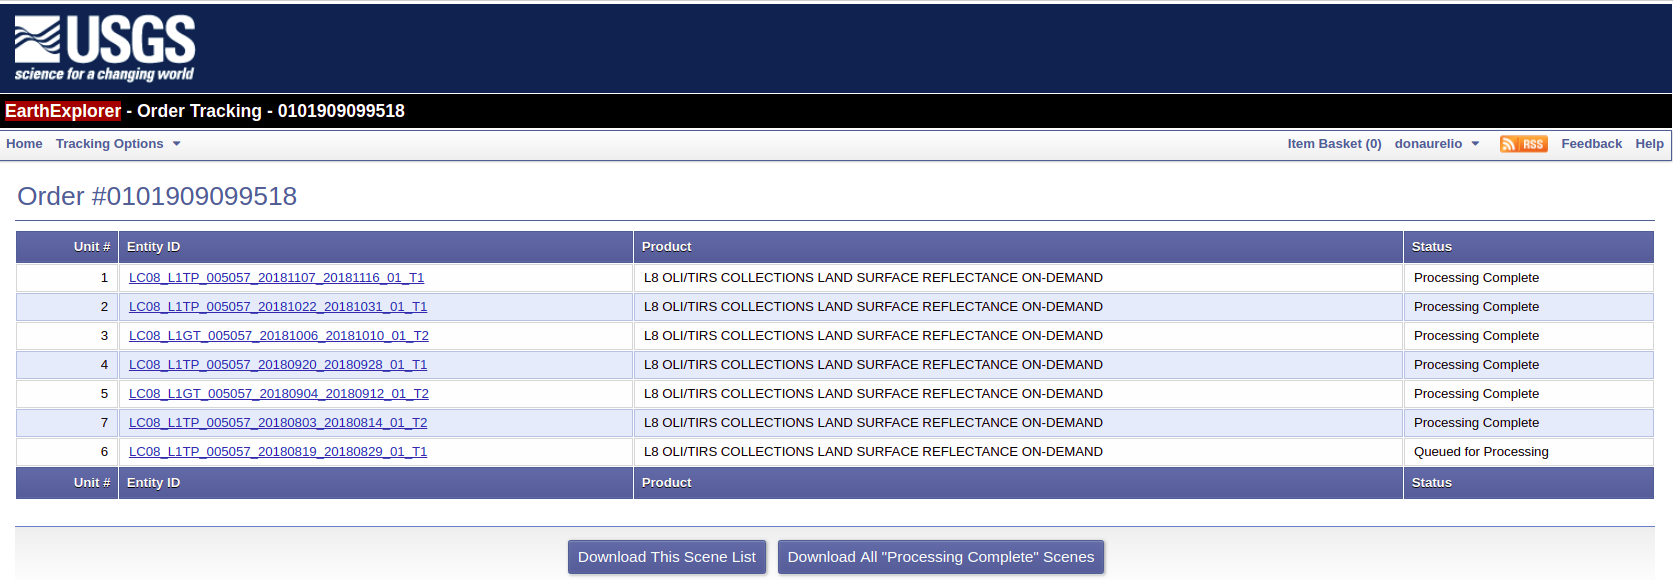 USGS
science for a changing world
EarthExplorer - Order Tracking - 0101909099518
Home Tracking Options Item Basket (0) donaurelio RSS Feedback Help
Order #0101909099518
Unit # Entity ID Product Status
1 LC08_L1TP_005057_20181107_20181116_01_T1 L8 OLI/TIRS COLLECTIONS LAND SURFACE REFLECTANCE ON-DEMAND Processing Complete
2 LC08_L1TP_005057_20181022_20181031_01_T1 L8 OLI/TIRS COLLECTIONS LAND SURFACE REFLECTANCE ON-DEMAND Processing Complete
3 LC08_L1GT_005057_20181006_20181010_01_T2 L8 OLI/TIRS COLLECTIONS LAND SURFACE REFLECTANCE ON-DEMAND Processing Complete
4 LC08_L1TP_005057_20180920_20180928_01_T1 L8 OLI/TIRS COLLECTIONS LAND SURFACE REFLECTANCE ON-DEMAND Processing Complete
5 LC08_L1GT_005057_20180904_20180912_01_T2 L8 OLI/TIRS COLLECTIONS LAND SURFACE REFLECTANCE ON-DEMAND Processing Complete
7 LC08_L1TP_005057_20180803_20180814_01_T2 L8 OLI/TIRS COLLECTIONS LAND SURFACE REFLECTANCE ON-DEMAND Processing Complete
6 LC08_L1TP_005057_20180819_20180829_01_T1 L8 OLI/TIRS COLLECTIONS LAND SURFACE REFLECTANCE ON-DEMAND Queued for Processing
Unit # Entity ID Product Status
Download This Scene List Download All "Processing Complete" Scenes